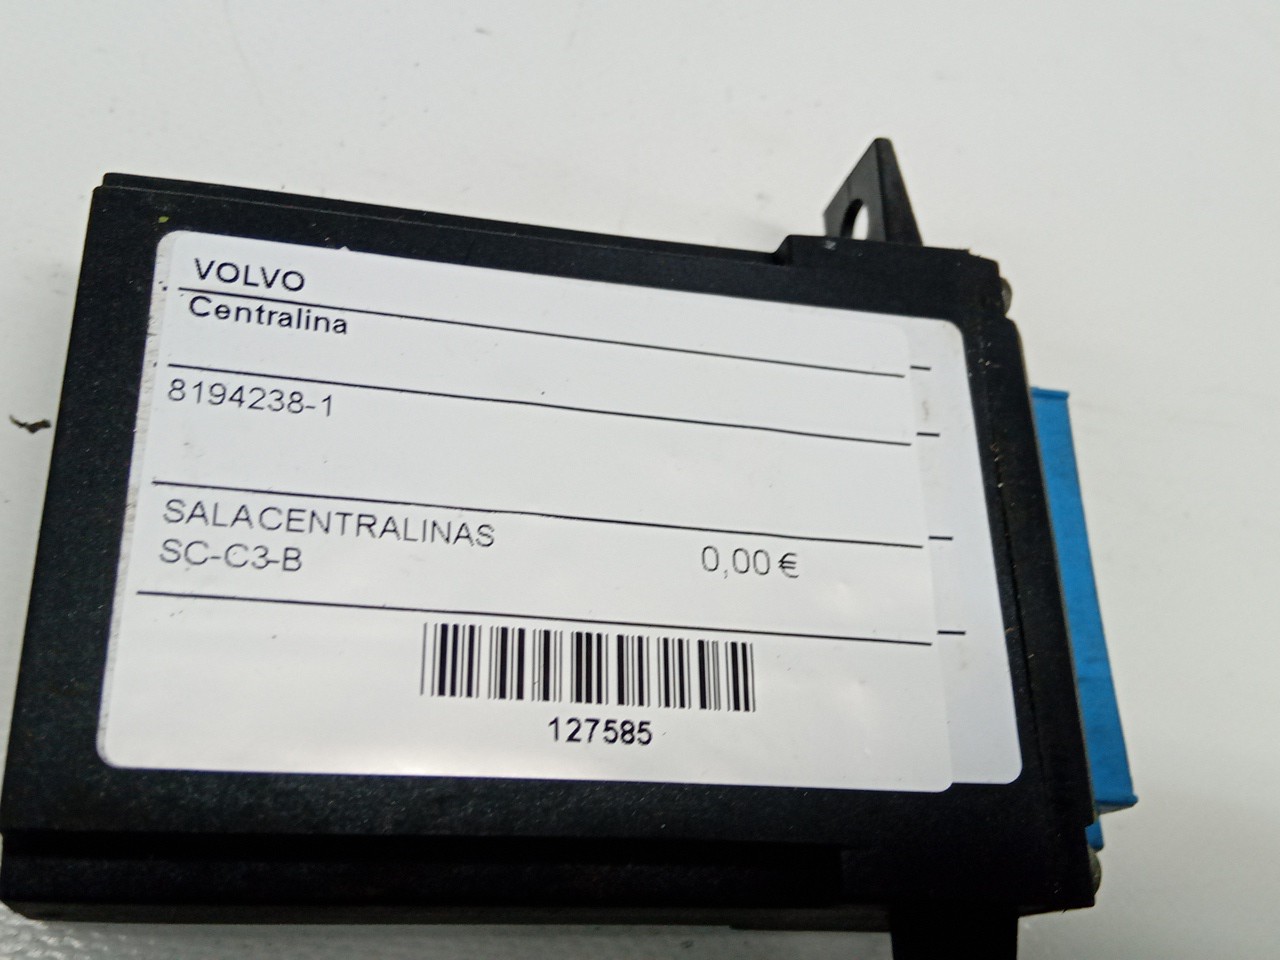 VOLVO
Centralina
8194238-1
SALACENTRALINAS
SC-C3-B
0,00 €
127585